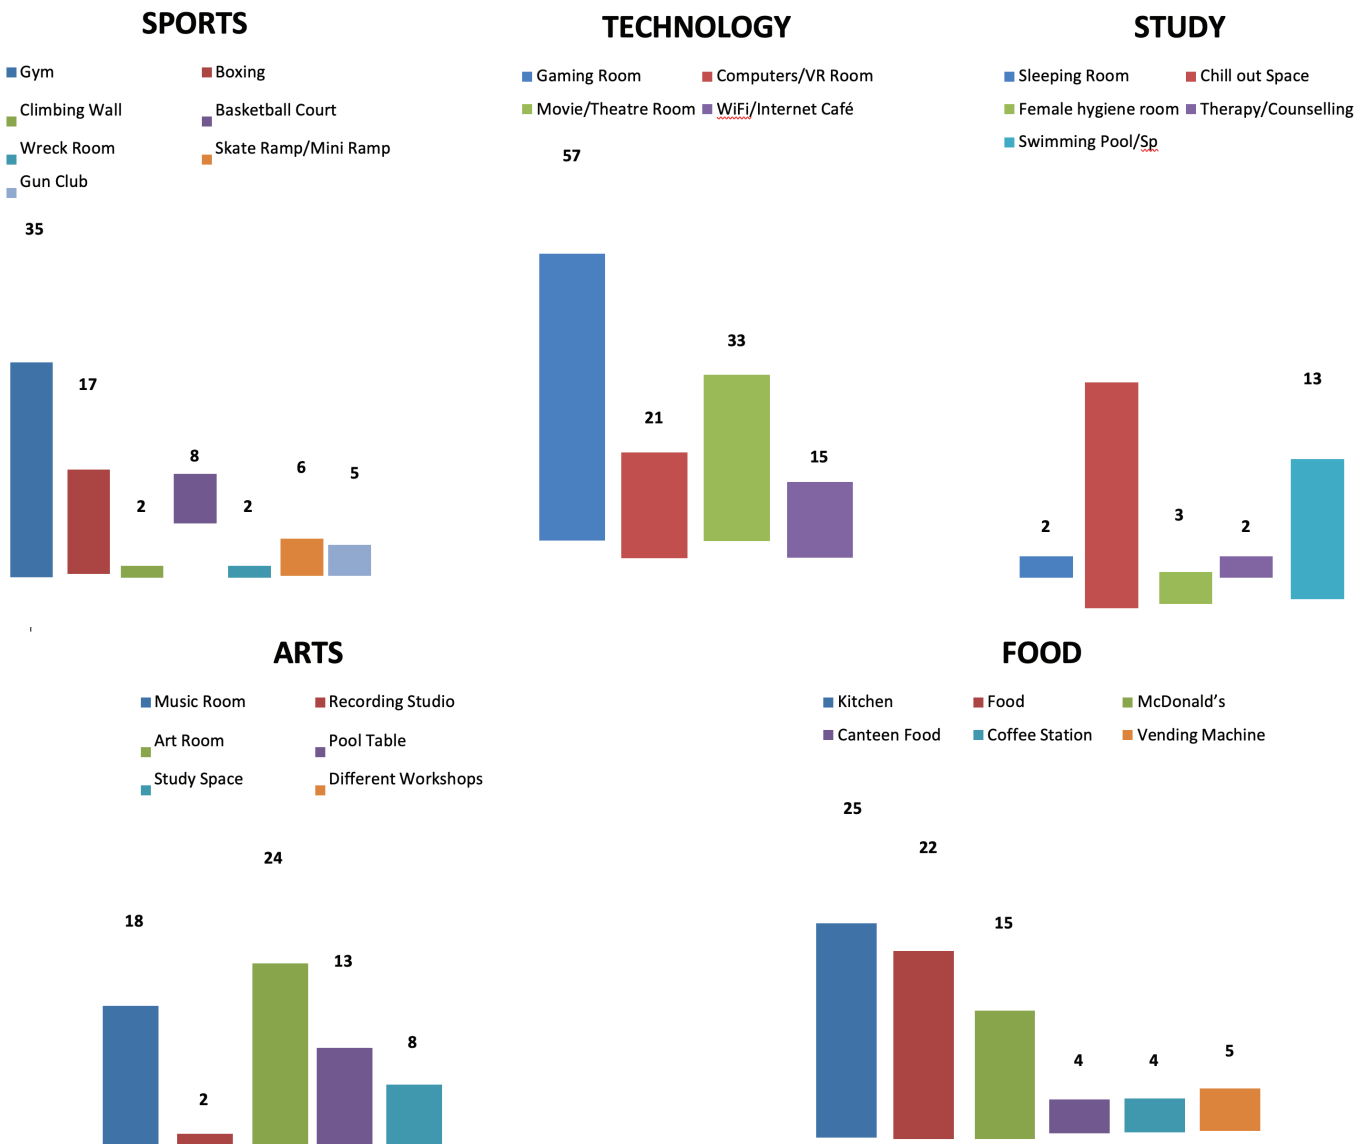 SPORTS
Gym Boxing
Climbing Wall Basketball Court
Wreck Room Skate Ramp/Mini Ramp
Gun Club
35
17
2
8
2
6
5
TECHNOLOGY
Gaming Room Computers/VR Room
Movie/Theatre Room WiFi/Internet Café
57
21
33
15
STUDY
Sleeping Room Chill out Space
Female hygiene room Therapy/Counselling
Swimming Pool/Sp
2
3
2
13
ARTS
Music Room Recording Studio
Art Room Pool Table
Study Space Different Workshops
18
2
24
13
8
FOOD
Kitchen Food McDonald’s
Canteen Food Coffee Station Vending Machine
25
22
15
4
4
5